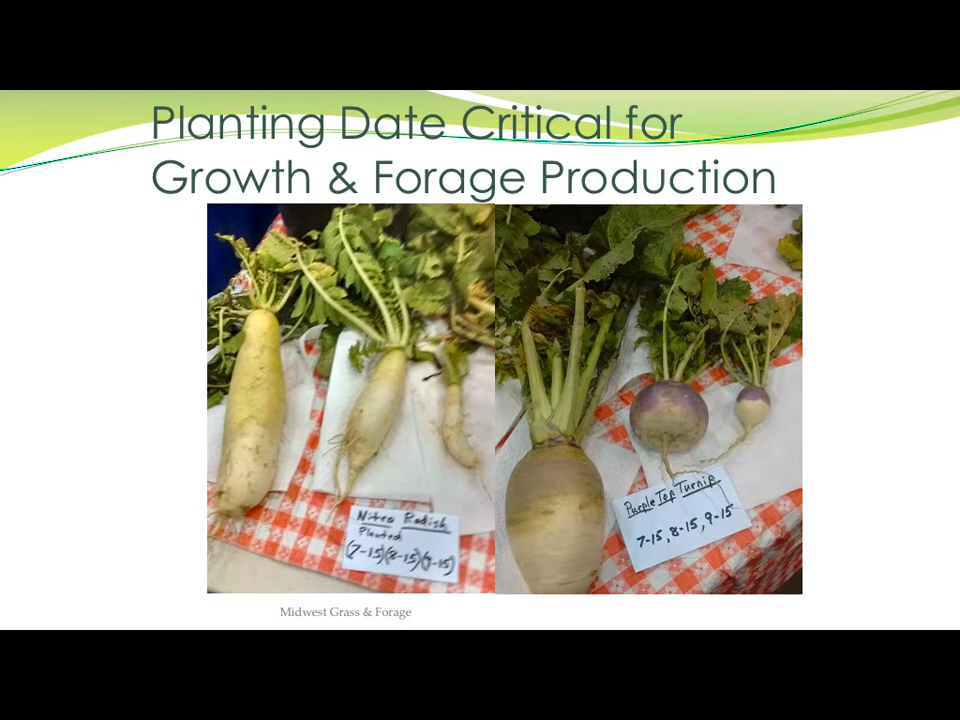 Planting Date Critical for
Growth & Forage Production
Nitro Radish
Planted
(7-15)(8-15)(9-15)
Purple Top Turnip
7-15, 8-15, 9-15
Midwest Grass & Forage